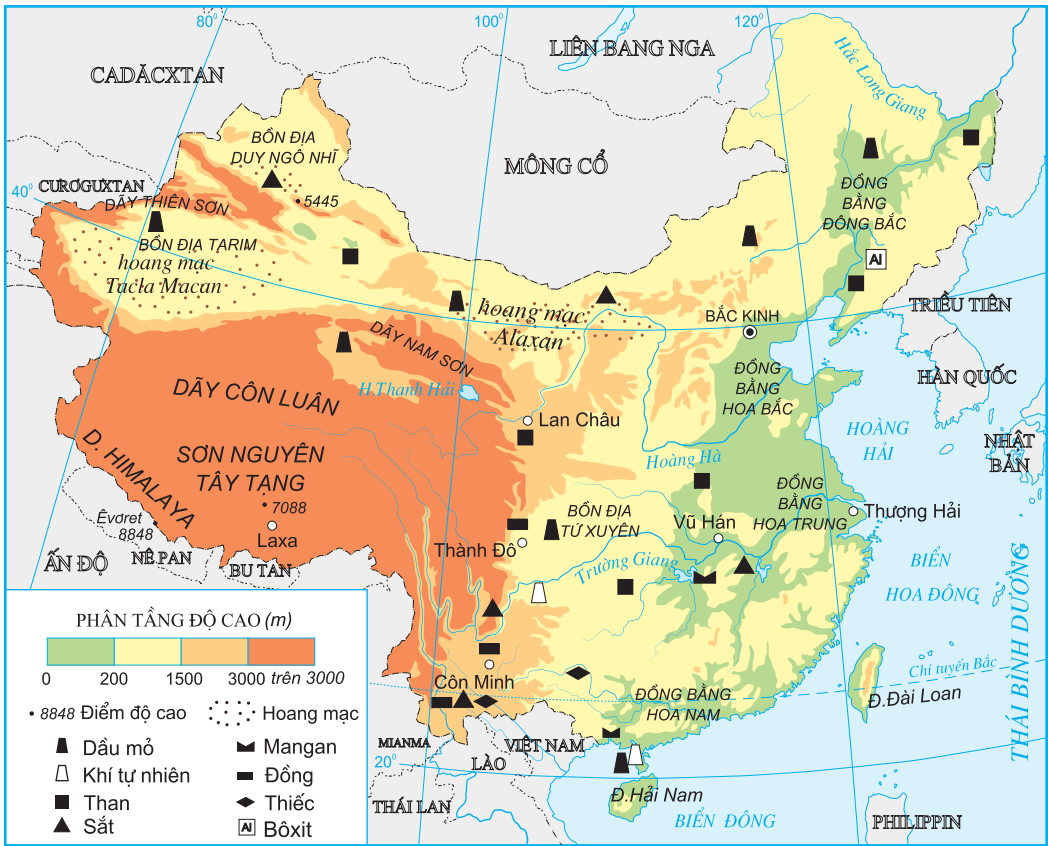 80⁰
100⁰
120⁰
LIÊN BANG NGA
CADĂCXTAN
Hắc Long Giang
BỒN ĐỊA
DUY NGÔ NHĨ
MÔNG CỔ
40⁰
CƯRƠGƯXTAN
DÃY THIÊN SƠN
5445
ĐỒNG
BẰNG
ĐÔNG BẮC
BỒN ĐỊA TARIM
hoang mạc
Tacla Macan
Al
hoang mạc
Alaxan
BẮC KINH
TRIỀU TIÊN
DÃY NAM SƠN
H.Thanh Hải
DÃY CÔN LUÂN
ĐỒNG
BẰNG
HOA BẮC
HÀN QUỐC
Lan Châu
HOÀNG
HẢI
NHẬT
BẢN
D. HIMALAYA
SƠN NGUYÊN
TÂY TẠNG
Hoàng Hà
7088
Êvơret
8848
Laxa
BỒN ĐỊA
TỨ XUYÊN
ĐỒNG
BẰNG
HOA TRUNG
Vũ Hán
Thượng Hải
Thành Đô
ẤN ĐỘ
NÊ PAN
BU TAN
Trường Giang
BIỂN
HOA ĐÔNG
THÁI BÌNH DƯƠNG
Chí tuyến Bắc
Côn Minh
ĐỒNG BẰNG
HOA NAM
Đ.Đài Loan
MIANMA
VIỆT NAM
LÀO
20⁰
THÁI LAN
Đ.Hải Nam
BIỂN ĐÔNG
PHILIPPIN
PHÂN TẦNG ĐỘ CAO (m)
0 200 1500 3000 trên 3000
8848 Điểm độ cao
Hoang mạc
Dầu mỏ
Mangan
Khí tự nhiên
Đồng
Than
Thiếc
Sắt
Al Bôxit